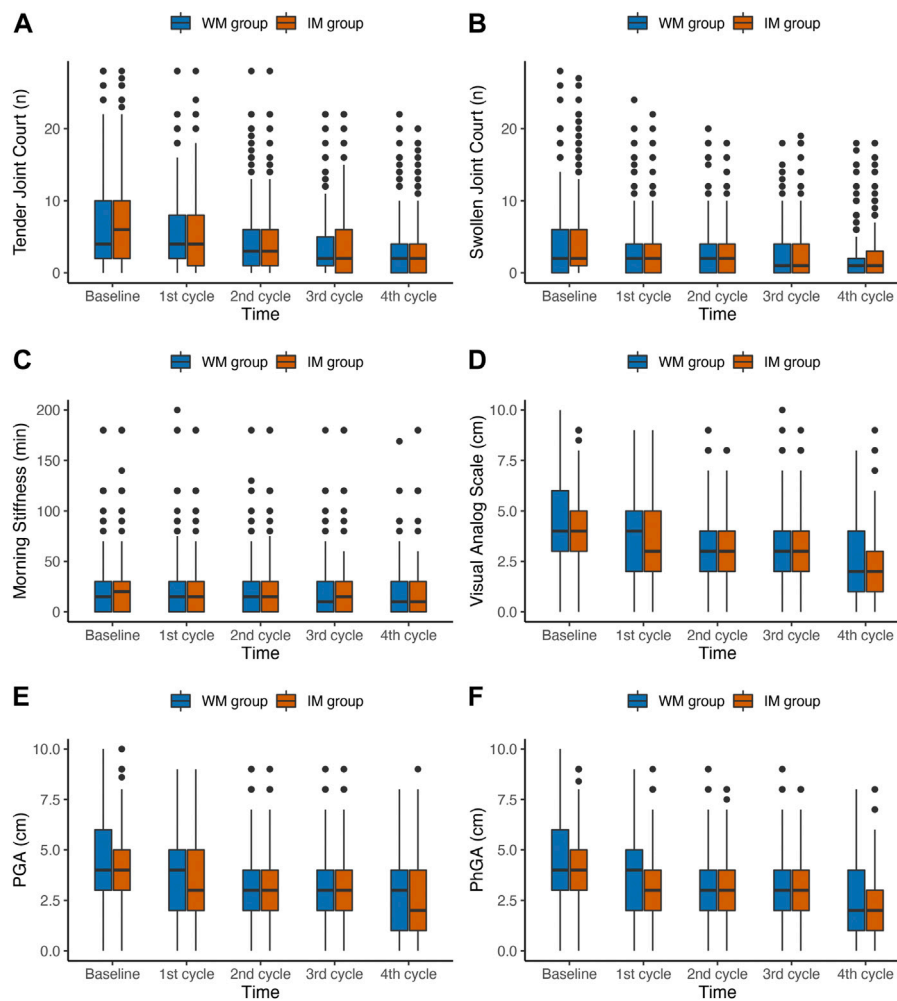 A
WM group IM group
Tender Joint Court (n)
20
10
0
Baseline 1st cycle 2nd cycle 3rd cycle 4th cycle
Time
B
WM group IM group
Swollen Joint Court (n)
20
10
0
Baseline 1st cycle 2nd cycle 3rd cycle 4th cycle
Time
C
WM group IM group
Morning Stiffness (min)
200
150
100
50
0
Baseline 1st cycle 2nd cycle 3rd cycle 4th cycle
Time
D
WM group IM group
Visual Analog Scale (cm)
10.0
7.5
5.0
2.5
0.0
Baseline 1st cycle 2nd cycle 3rd cycle 4th cycle
Time
E
WM group IM group
PGA (cm)
10.0
7.5
5.0
2.5
0.0
Baseline 1st cycle 2nd cycle 3rd cycle 4th cycle
Time
F
WM group IM group
PhGA (cm)
10.0
7.5
5.0
2.5
0.0
Baseline 1st cycle 2nd cycle 3rd cycle 4th cycle
Time